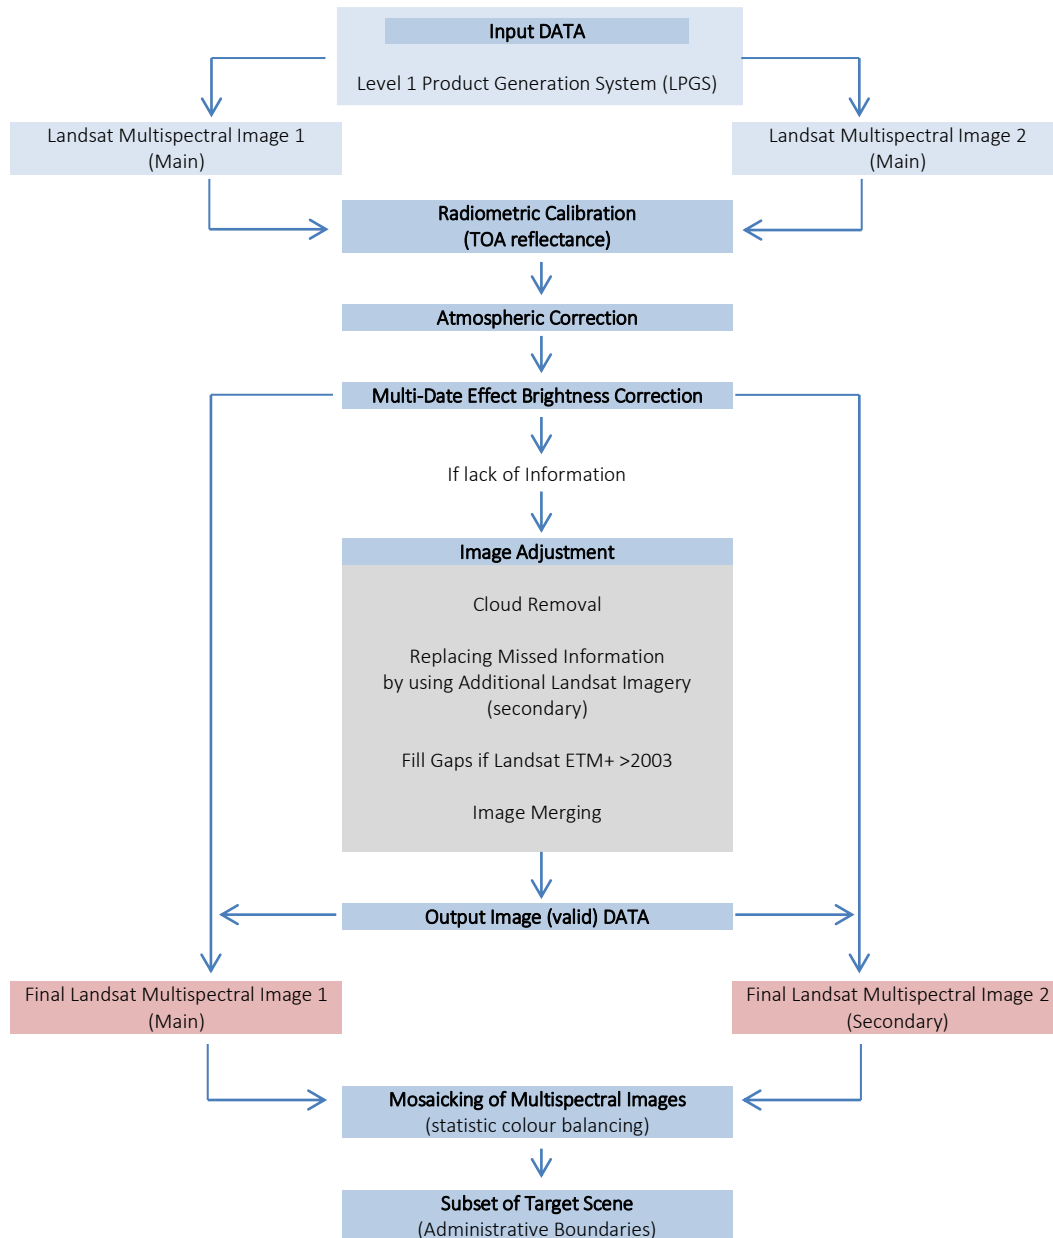 Input DATA
Level 1 Product Generation System (LPGS)
Landsat Multispectral Image 1
(Main)
Landsat Multispectral Image 2
(Main)
Radiometric Calibration
(TOA reflectance)
Atmospheric Correction
Multi-Date Effect Brightness Correction
If lack of Information
Image Adjustment
Cloud Removal
Replacing Missed Information
by using Additional Landsat Imagery
(secondary)
Fill Gaps if Landsat ETM+ >2003
Image Merging
Output Image (valid) DATA
Final Landsat Multispectral Image 1
(Main)
Final Landsat Multispectral Image 2
(Secondary)
Mosaicking of Multispectral Images
(statistic colour balancing)
Subset of Target Scene
(Administrative Boundaries)